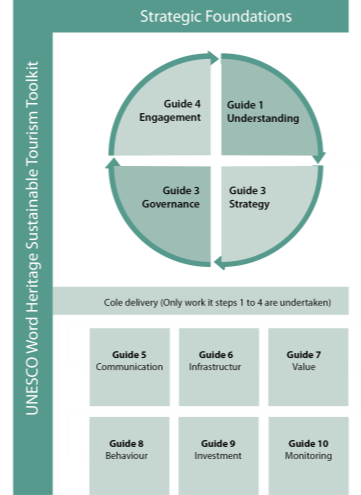 Strategic Foundations
UNESCO Word Heritage Sustainable Tourism Toolkit
Guide 4
Engagement
Guide 1
Understanding
Guide 3
Governance
Guide 3
Strategy
Cole delivery (Only work it steps 1 to 4 are undertaken)
Guide 5
Communication
Guide 6
Infrastructur
Guide 7
Value
Guide 8
Behaviour
Guide 9
Investment
Guide 10
Monitoring